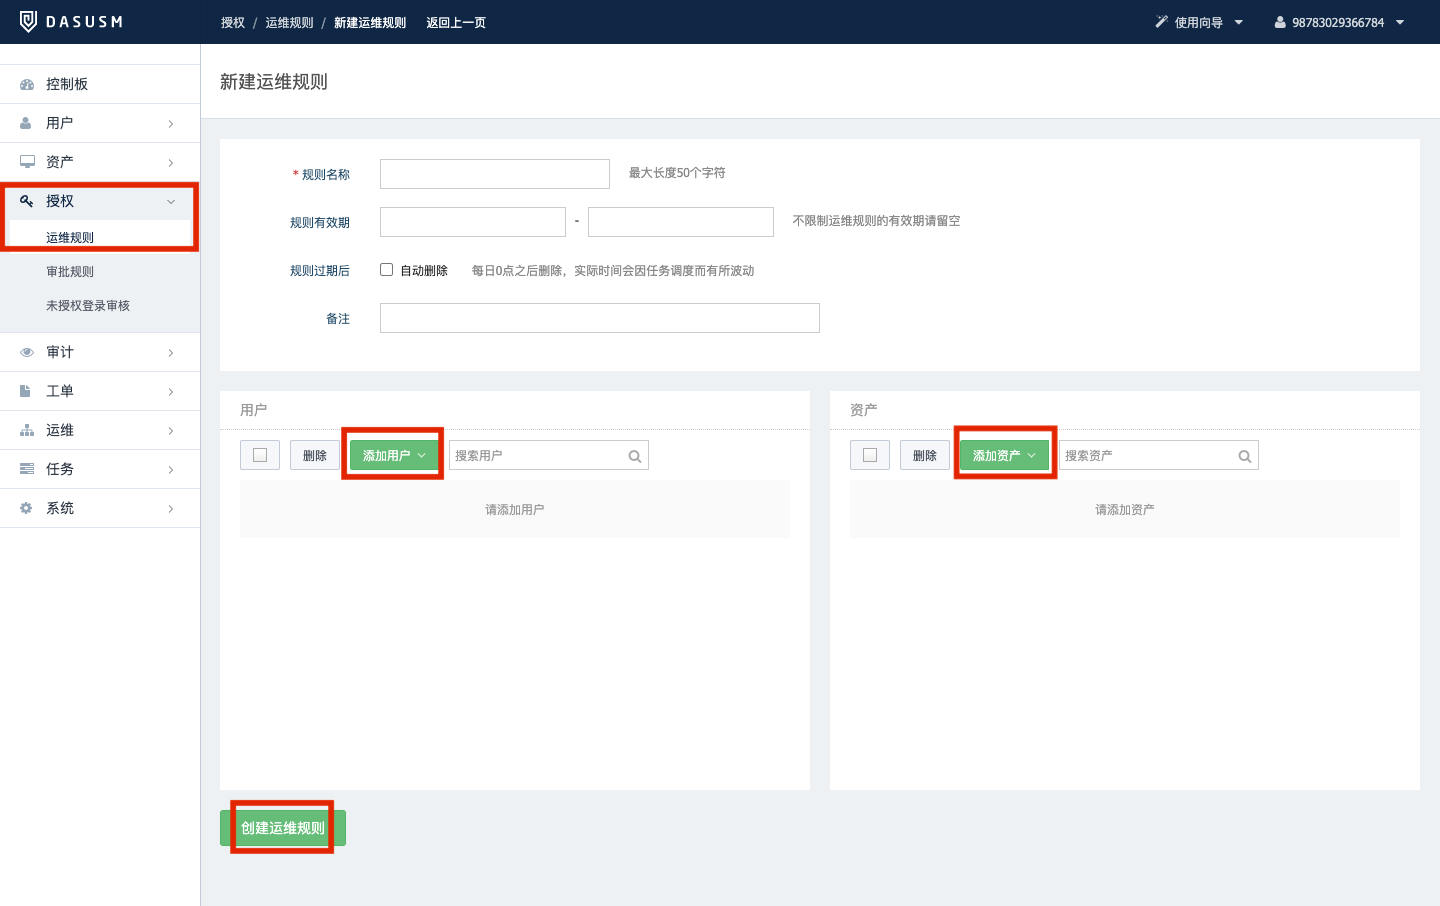 DASUSM
授权 / 运维规则 / 新建运维规则 返回上一页
使用向导
98783029366784
控制板
用户
资产
授权
运维规则
审批规则
未授权登录审核
审计
工单
运维
任务
系统
新建运维规则
* 规则名称 最大长度50个字符
规则有效期 - 不限制运维规则的有效期请留空
规则过期后 自动删除 每日0点之后删除，实际时间会因任务调度而有所波动
备注
用户
删除 添加用户 搜索用户
请添加用户
资产
删除 添加资产 搜索资产
请添加资产
创建运维规则